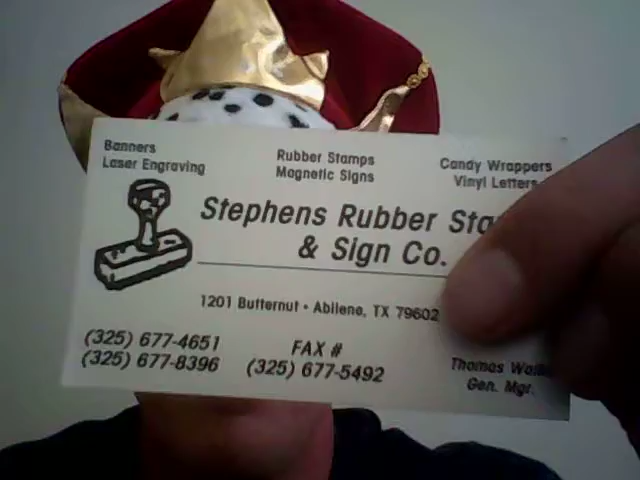 Banners
Laser Engraving
Rubber Stamps
Magnetic Signs
Candy Wrappers
Vinyl Letters
Stephens Rubber
& Sign Co.
1201 Butternut • Abilene, TX 79602
(325) 677-4651
(325) 677-8396
FAX #
(325) 677-5492
Thomas
Gen. Mgr.